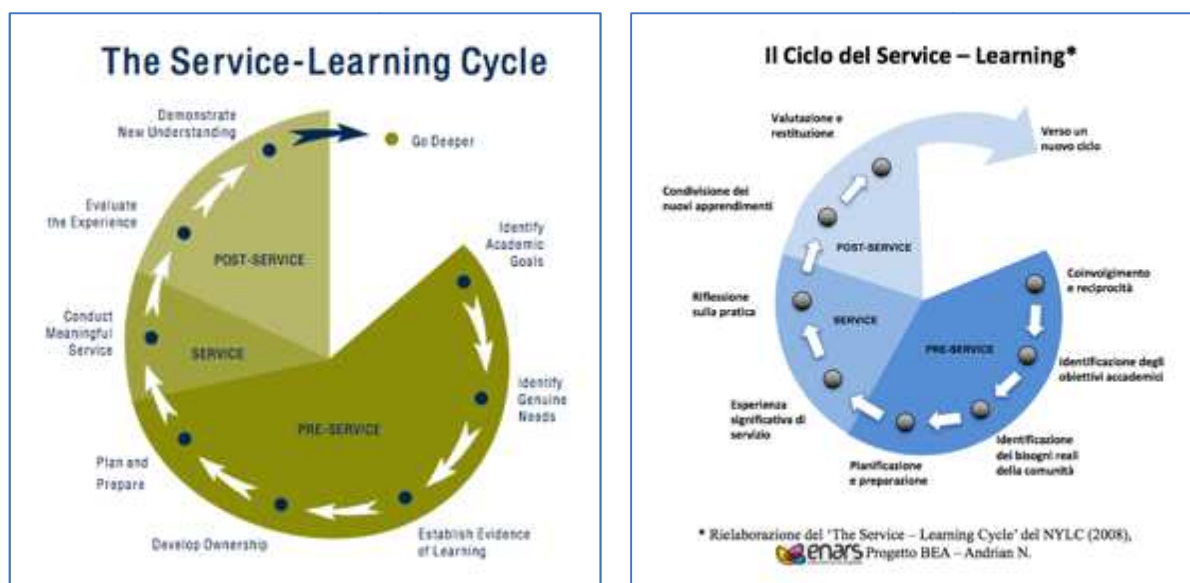 The Service-Learning Cycle
Demonstrate
New Understanding
Go Deeper
Evaluate
the Experience
Identify
Academic
Goals
POST-SERVICE
Conduct
Meaningful
Service
SERVICE
Identify
Genuine
Needs
PRE-SERVICE
Plan and
Prepare
Develop Ownership
Establish Evidence
of Learning
Il Ciclo del Service – Learning*
Valutazione e
restituzione
Verso un
nuovo ciclo
Condivisione dei
nuovi apprendimenti
POST-SERVICE
Coinvolgimento
e reciprocità
Riflessione
sulla pratica
SERVICE
PRE-SERVICE
Identificazione degli
obiettivi accademici
Esperienza
significativa di
servizio
Identificazione
dei bisogni reali
della comunità
Planificazione
e preparazione
* Rielaborazione del 'The Service – Learning Cycle' del NYLC (2008),
enars Progetto BEA – Andrian N.